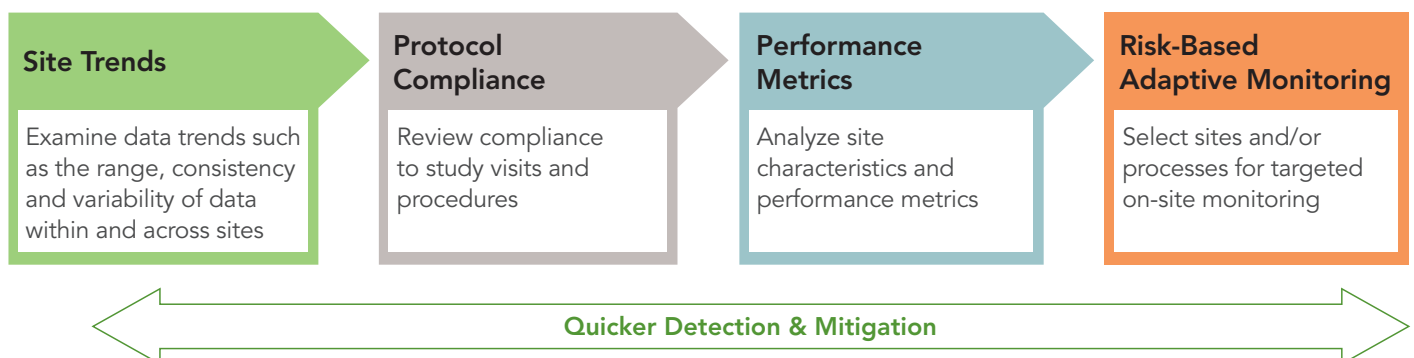 Site Trends
Examine data trends such
as the range, consistency
and variability of data
within and across sites
Protocol
Compliance
Review compliance
to study visits and
procedures
Performance
Metrics
Analyze site
characteristics and
performance metrics
Risk-Based
Adaptive Monitoring
Select sites and/or
processes for targeted
on-site monitoring
Quicker Detection & Mitigation